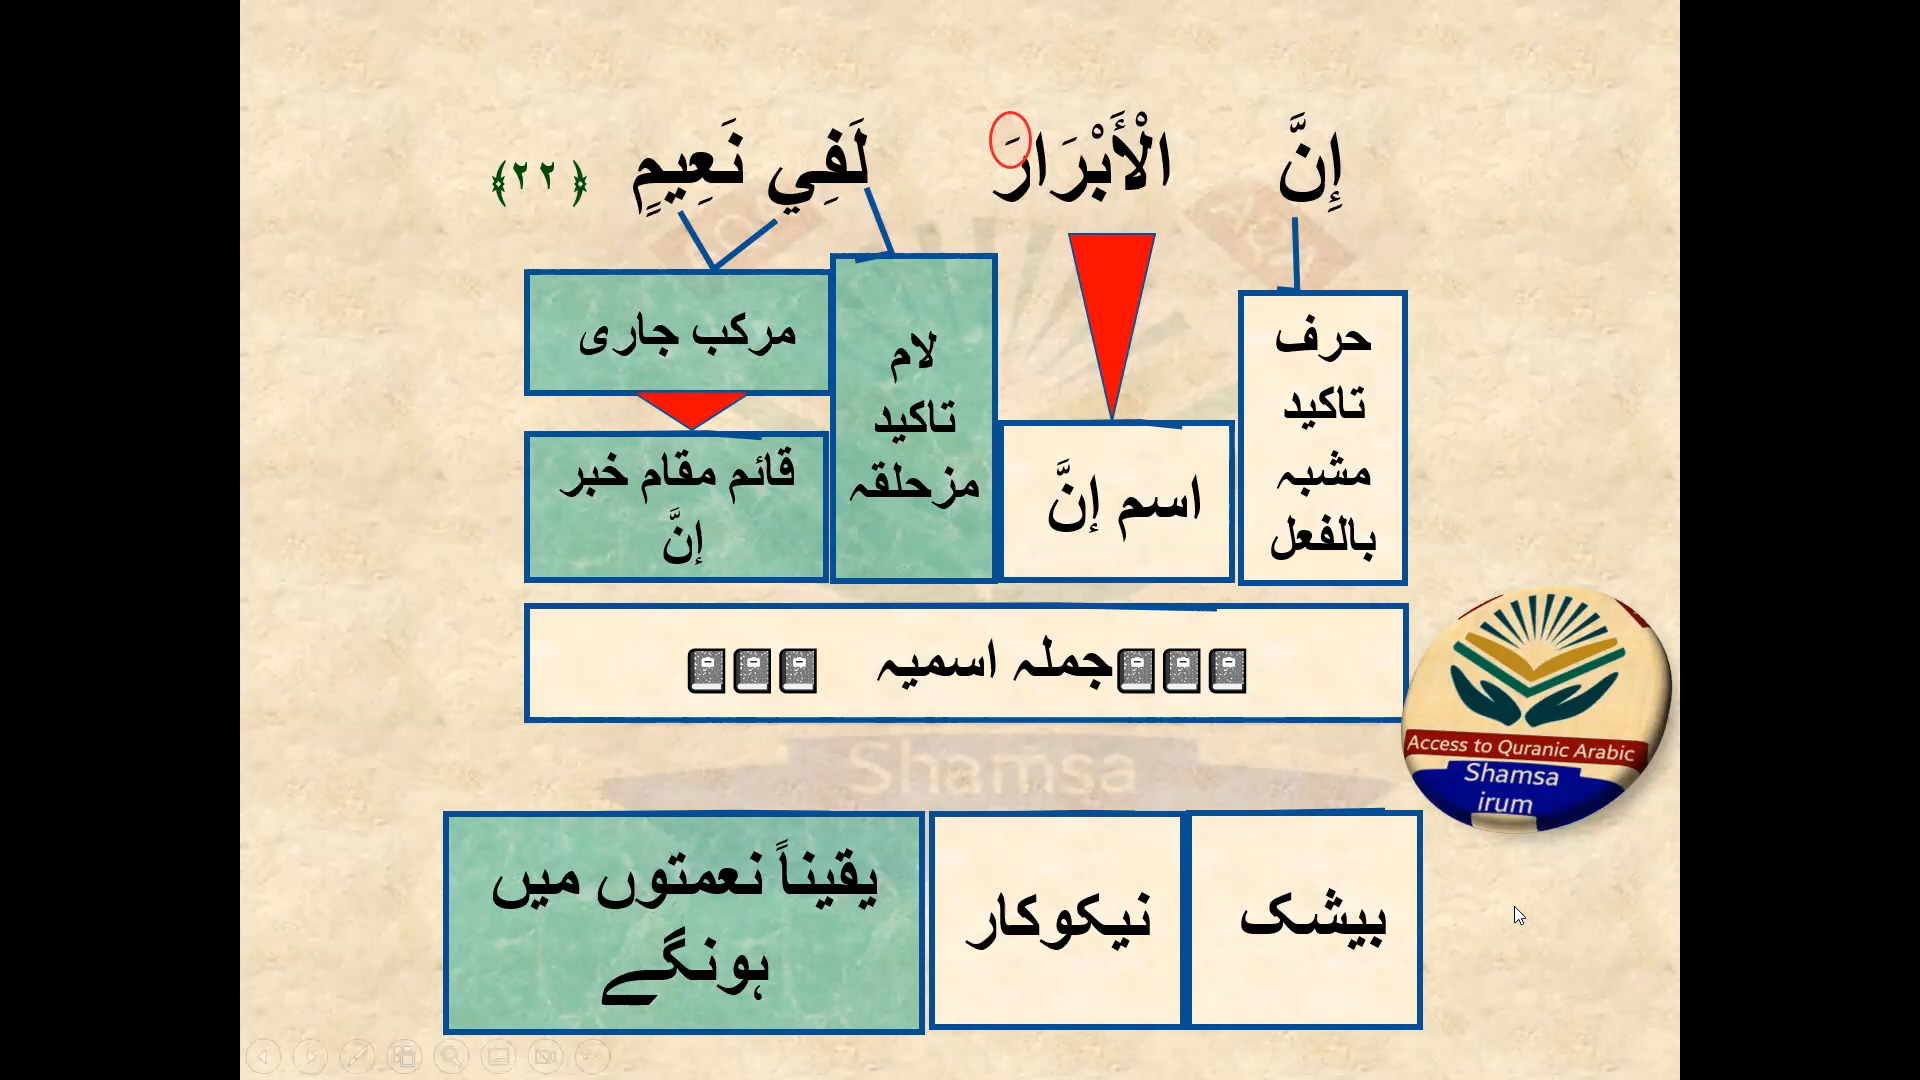 إِنَّ الْأَبْرَارَ لَفِي نَعِيمٍ ﴿٢٢﴾
حرف
تاکید
مشبہ
بالفعل
اسم إنَّ
لام
تاکید
مزحلقہ
مرکب جاری
قائم مقام خبر
إنَّ
جملہ اسمیہ
Access to Quranic Arabic
Shamsa
irum
Shamsa
بیشک
نیکوکار
یقیناً نعمتوں میں
ہونگے